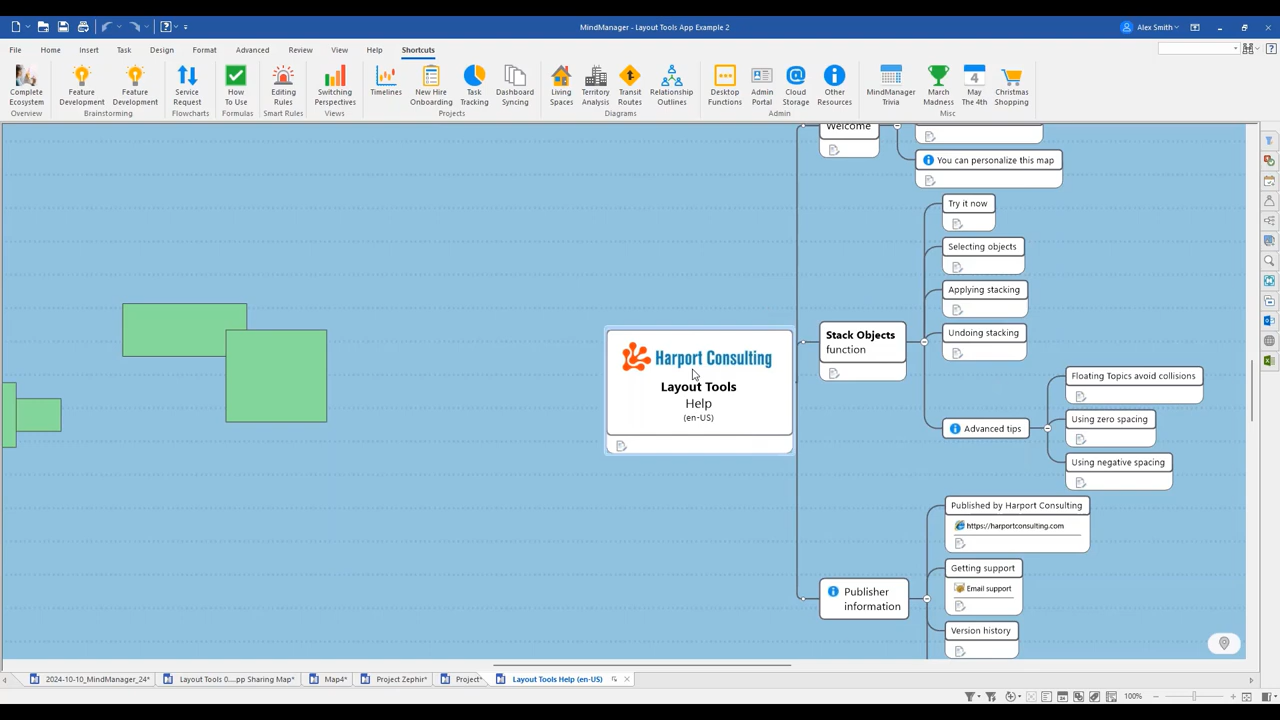 MindManager - Layout Tools App Example 2
Alex Smith
File Home Insert Task Design Format Advanced Review View Help Shortcuts
Complete Ecosystem
Feature Development
Feature Development
Service Request
How To Use
Editing Rules
Switching Perspectives
Timelines
New Hire Onboarding
Task Tracking
Dashboard Syncing
Living Spaces
Territory Analysis
Transit Routes
Relationship Outlines
Desktop Functions
Admin Portal
Cloud Storage
Other Resources
MindManager Trivia
March Madness
4
May The 4th
Christmas Shopping
Overview Brainstorming Flowcharts Formulas Smart Rules Views Projects Diagrams Admin Misc
Welcome
You can personalize this map
Try it now
Selecting objects
Applying stacking
Undoing stacking
Stack Objects
function
Floating Topics avoid collisions
Using zero spacing
Advanced tips
Using negative spacing
Harport Consulting
Layout Tools
Help
(en-US)
Published by Harport Consulting
https://harportconsulting.com
Getting support
Email support
Publisher
information
Version history
2024-10-10_MindManager_24* Layout Tools 0....pp Sharing Map* Map4* Project Zephir* Project* Layout Tools Help (en-US)
100%